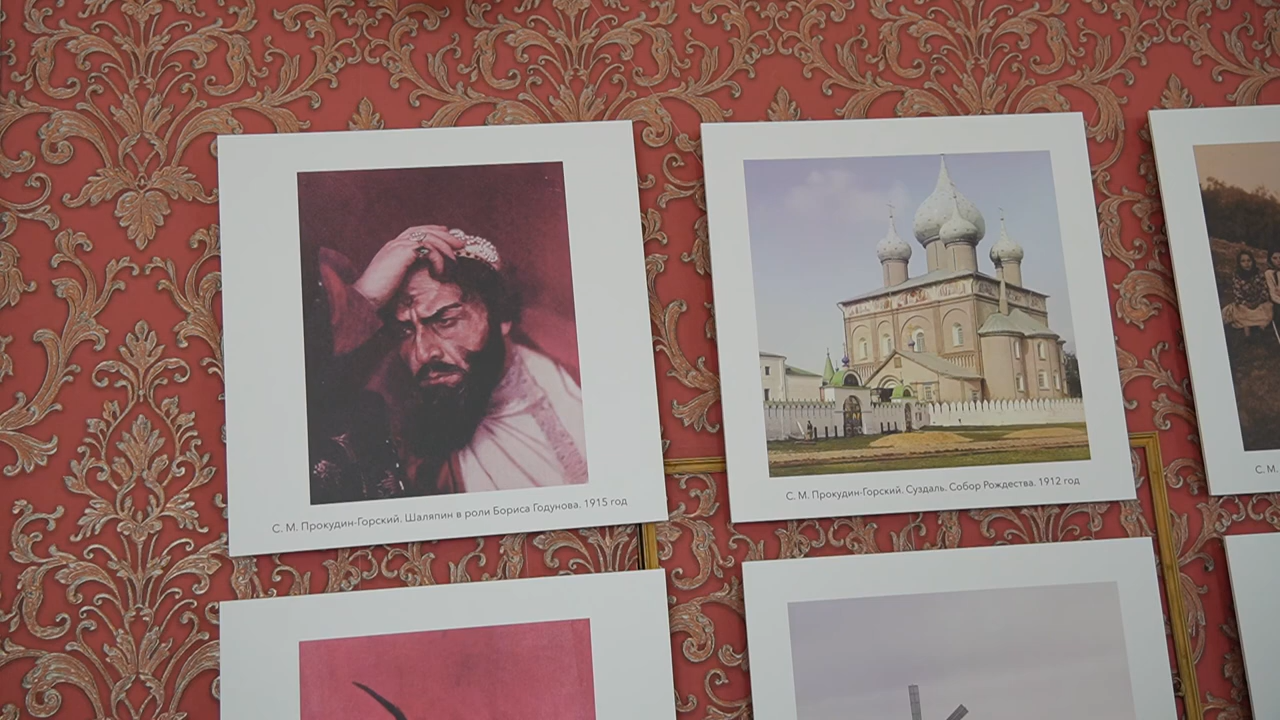 С. М. Прокудин-Горский. Шаляпин в роли Бориса Годунова. 1915 год
С. М. Прокудин-Горский. Суздаль. Собор Рождества. 1912 год
С. М.